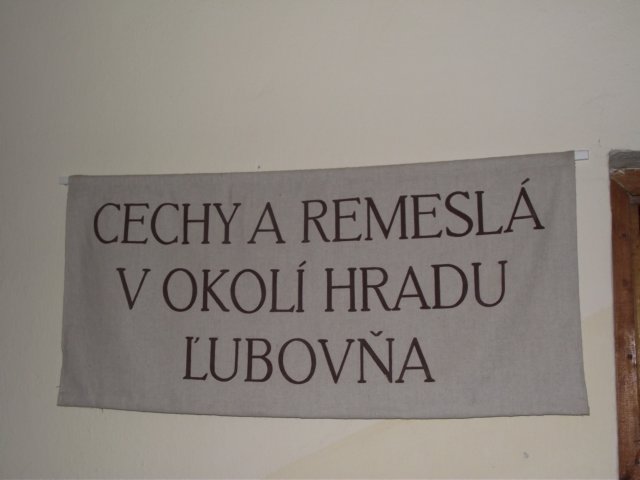 CECHY A REMESLÁ
V OKOLÍ HRADU
ĽUBOVŇA